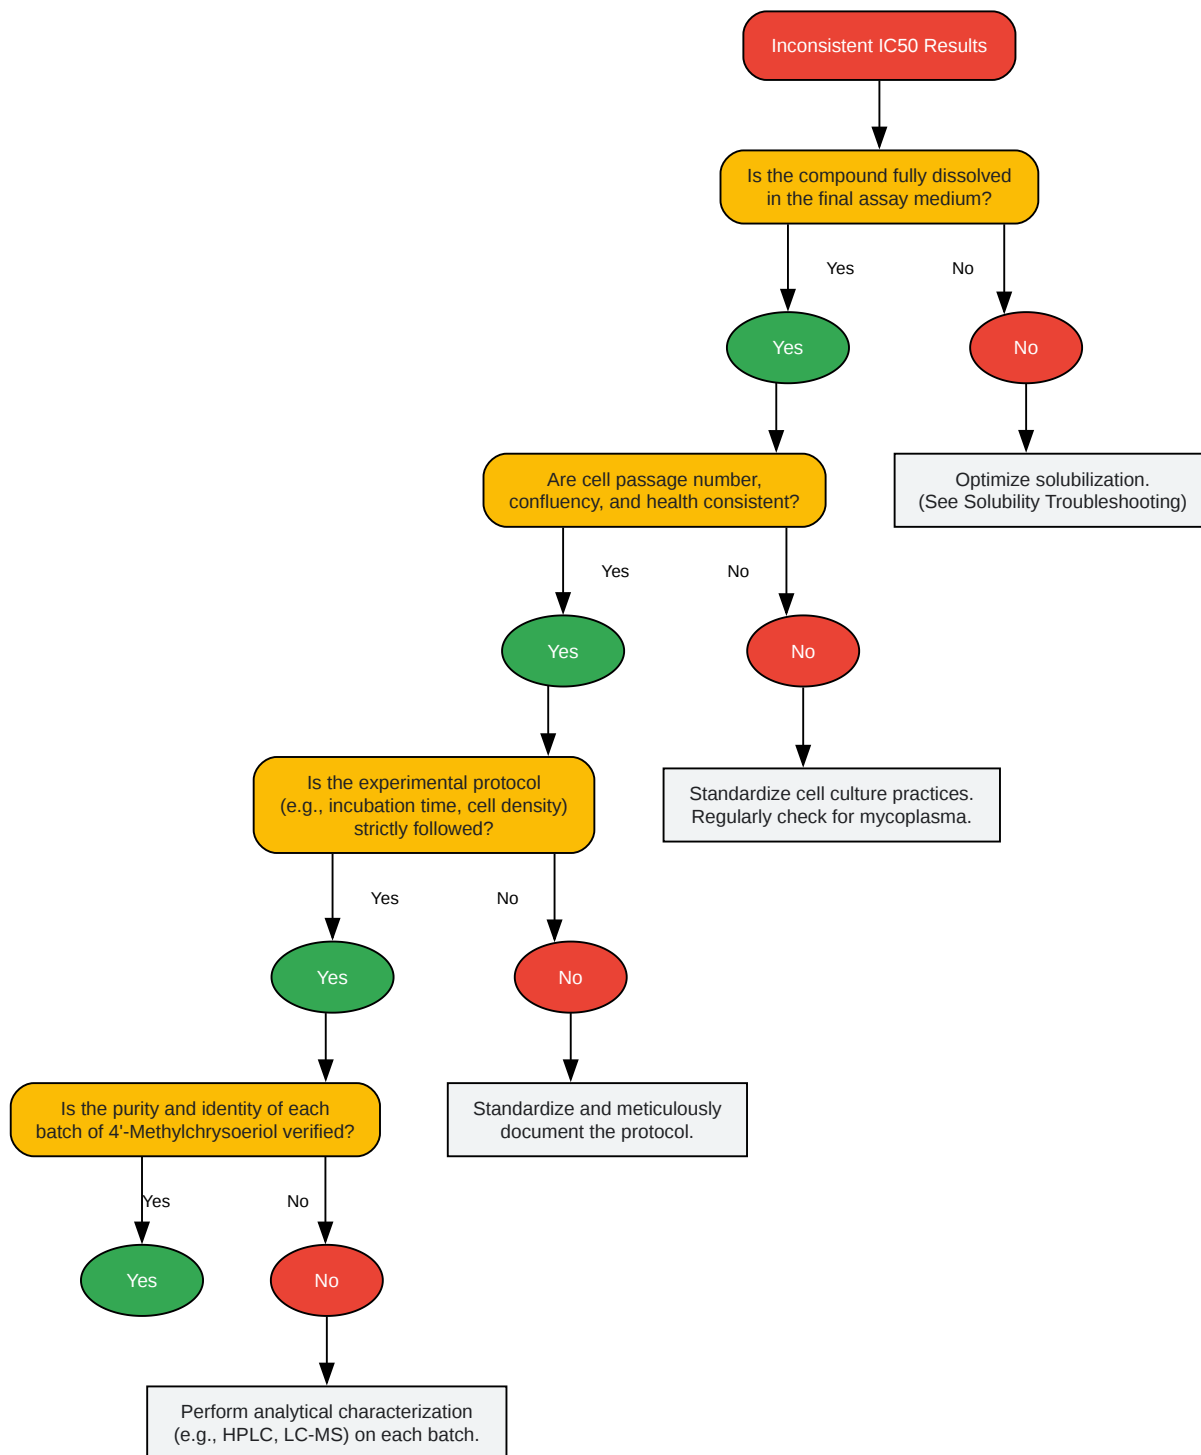 Inconsistent IC50 Results
Is the compound fully dissolved
in the final assay medium?
Yes
No
Yes
No
Are cell passage number,
confluency, and health consistent?
Optimize solubilization.
(See Solubility Troubleshooting)
Yes
No
Yes
No
Is the experimental protocol
(e.g., incubation time, cell density)
strictly followed?
Standardize cell culture practices.
Regularly check for mycoplasma.
Yes
No
Yes
No
Is the purity and identity of each
batch of 4'-Methylchrysoeriol verified?
Standardize and meticulously
document the protocol.
Yes
No
Yes
No
Perform analytical characterization
(e.g., HPLC, LC-MS) on each batch.